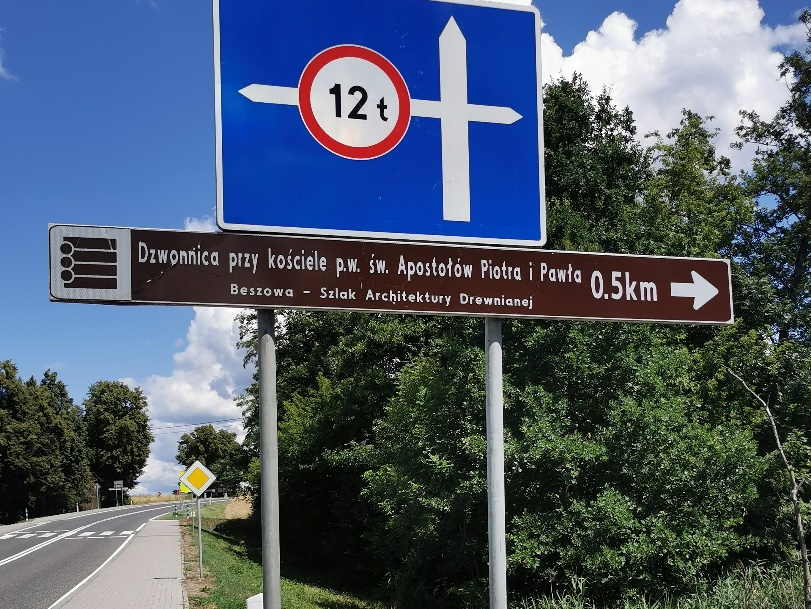 12 t
Dzwonnica przy kościele p.w. św. Apostołów Piotra i Pawła 0.5km
Beszowa – Szlak Architektury Drewnianej